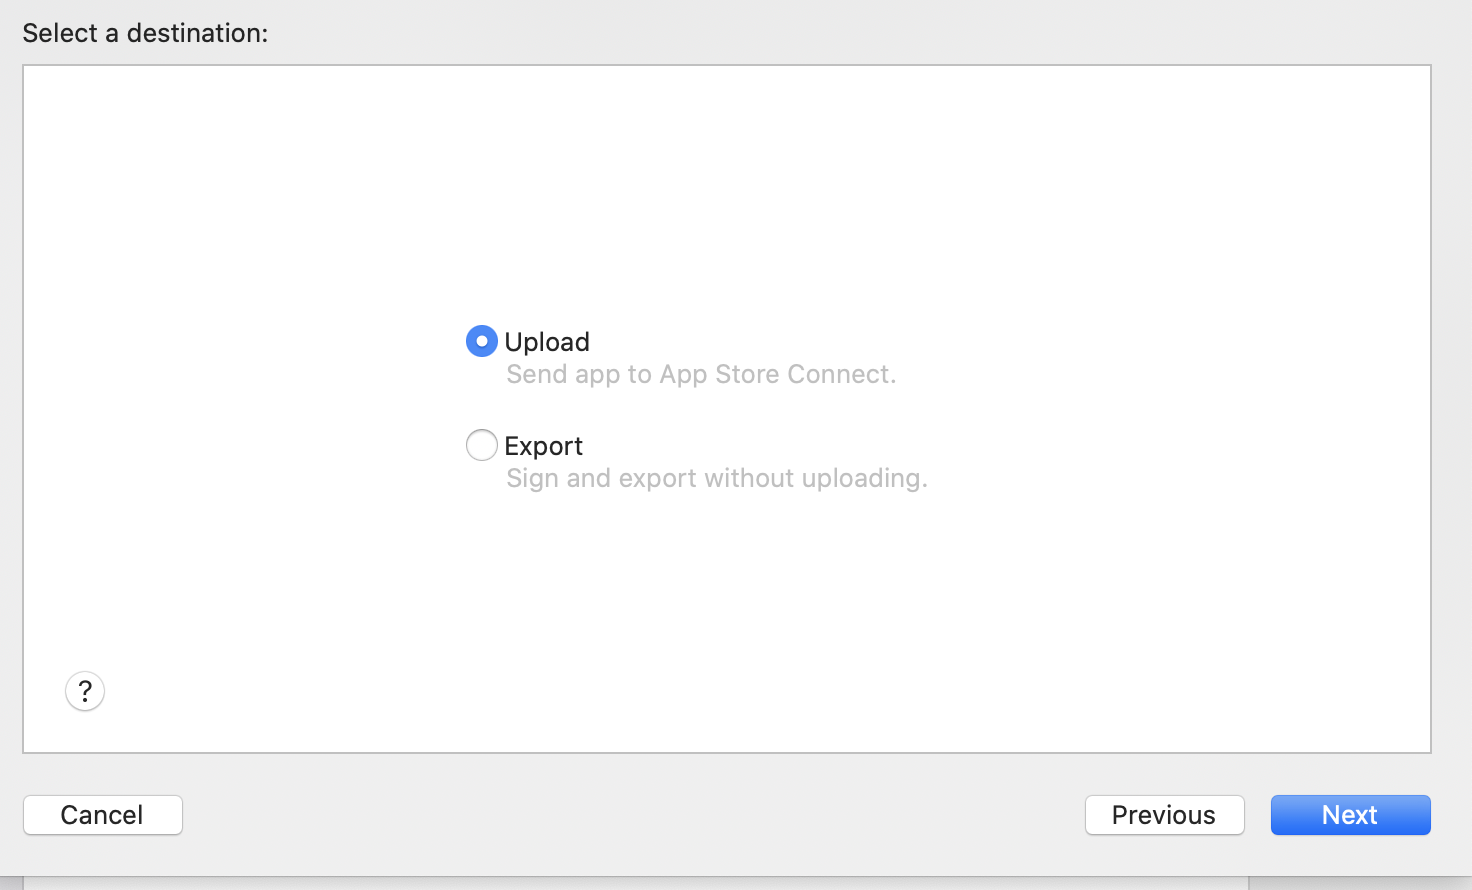 Select a destination:
Upload
Send app to App Store Connect.
Export
Sign and export without uploading.
?
Cancel
Previous
Next